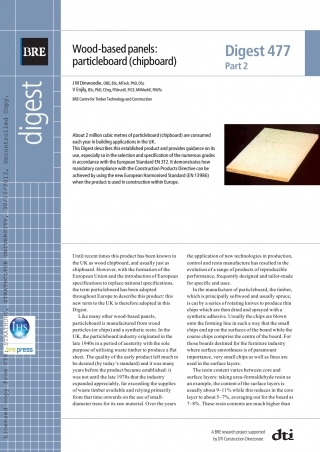 BRE
digest
Wood-based panels:
particleboard (chipboard)
Digest 477
Part 2
J M Dinwoodie, OBE, BSc, MTech, PhD, DSc
V Enjily, BSc, PhD, CEng, FIStructE, FICE, MIMechE, FIWSc
BRE Centre for Timber Technology and Construction
About 2 million cubic metres of particleboard (chipboard) are consumed
each year in building applications in the UK.
This Digest describes this established product and provides guidance on its
use, especially so in the selection and specification of the numerous grades
in accordance with the European Standard EN 312. It demonstrates how
mandatory compliance with the Construction Products Directive can be
achieved by using the new European Harmonised Standard (EN 13986)
when the product is used in construction within Europe.
Until recent times this product has been known in
the UK as wood chipboard, and usually just as
chipboard. However, with the formation of the
European Union and the introduction of European
specifications to replace national specifications,
the term particleboard has been adopted
throughout Europe to describe this product: this
new term to the UK is therefore adopted in this
Digest.
Like many other wood-based panels,
particleboard is manufactured from wood
particles (or chips) and a synthetic resin. In the
UK, the particleboard industry originated in the
late 1940s in a period of austerity with the sole
purpose of utilising waste timber to produce a flat
sheet. The quality of the early product left much to
be desired (by today's standard) and it was many
years before the product became established: it
was not until the late 1970s that the industry
expanded appreciably, far exceeding the supplies
of waste timber available and relying primarily
from that time onwards on the use of small-
diameter trees for its raw material. Over the years
the application of new technologies in production,
control and resin manufacture has resulted in the
evolution of a range of products of reproducible
performance, frequently designed and tailor-made
for specific end uses.
In the manufacture of particleboard, the timber,
which is principally softwood and usually spruce,
is cut by a series of rotating knives to produce thin
chips which are then dried and sprayed with a
suitable adhesive. Usually the chips are blown
onto the forming line in such a way that the small
chips end up on the surfaces of the board while the
coarse chips comprise the centre of the board. For
those boards destined for the furniture industry
where surface smoothness is of paramount
importance, very small chips as well as fines are
used in the surface layers.
The resin content varies between core and
surface layers: taking urea-formaldehyde resin as
an example, the content of the surface layers is
usually about 9–11% while this reduces in the core
layer to about 5–7%, averaging out for the board at
7–8%. These resin contents are much higher than
A BRE research project supported
by DTI Construction Directorate
dti
IHS
bre press